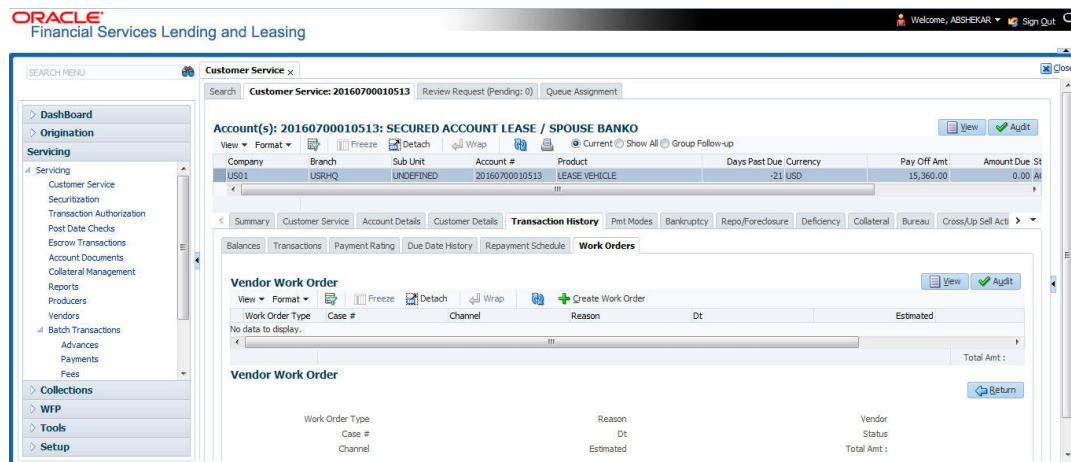 ORACLE®
Financial Services Lending and Leasing
Welcome, ABSHEKAR Sign Out
SEARCH MENU
Customer Service × Close
Search Customer Service: 20160700010513 Review Request (Pending: 0) Queue Assignment
DashBoard
Origination
Servicing
Servicing
Customer Service
Securitization
Transaction Authorization
Post Date Checks
Escrow Transactions
Account Documents
Collateral Management
Reports
Producers
Vendors
Batch Transactions
Advances
Payments
Fees
Collections
WFP
Tools
Setup
Account(s): 20160700010513: SECURED ACCOUNT LEASE / SPOUSE BANKO View Audit
View Format Freeze Detach Wrap Current Show All Group Follow-up
Company Branch Sub Unit Account # Product Days Past Due Currency Pay Off Amt Amount Due St
US01 USRHQ UNDEFINED 20160700010513 LEASE VEHICLE -21 USD 15,360.00 0.00 A
Summary Customer Service Account Details Customer Details Transaction History Pmt Modes Bankruptcy Repo/Foreclosure Deficiency Collateral Bureau Cross/Up Sell Acti
Balances Transactions Payment Rating Due Date History Repayment Schedule Work Orders
Vendor Work Order View Audit
View Format Freeze Detach Wrap Create Work Order
Work Order Type Case # Channel Reason Dt Estimated
No data to display.
Total Amt :
Vendor Work Order
Return
Work Order Type Reason Vendor
Case # Dt Status
Channel Estimated Total Amt :